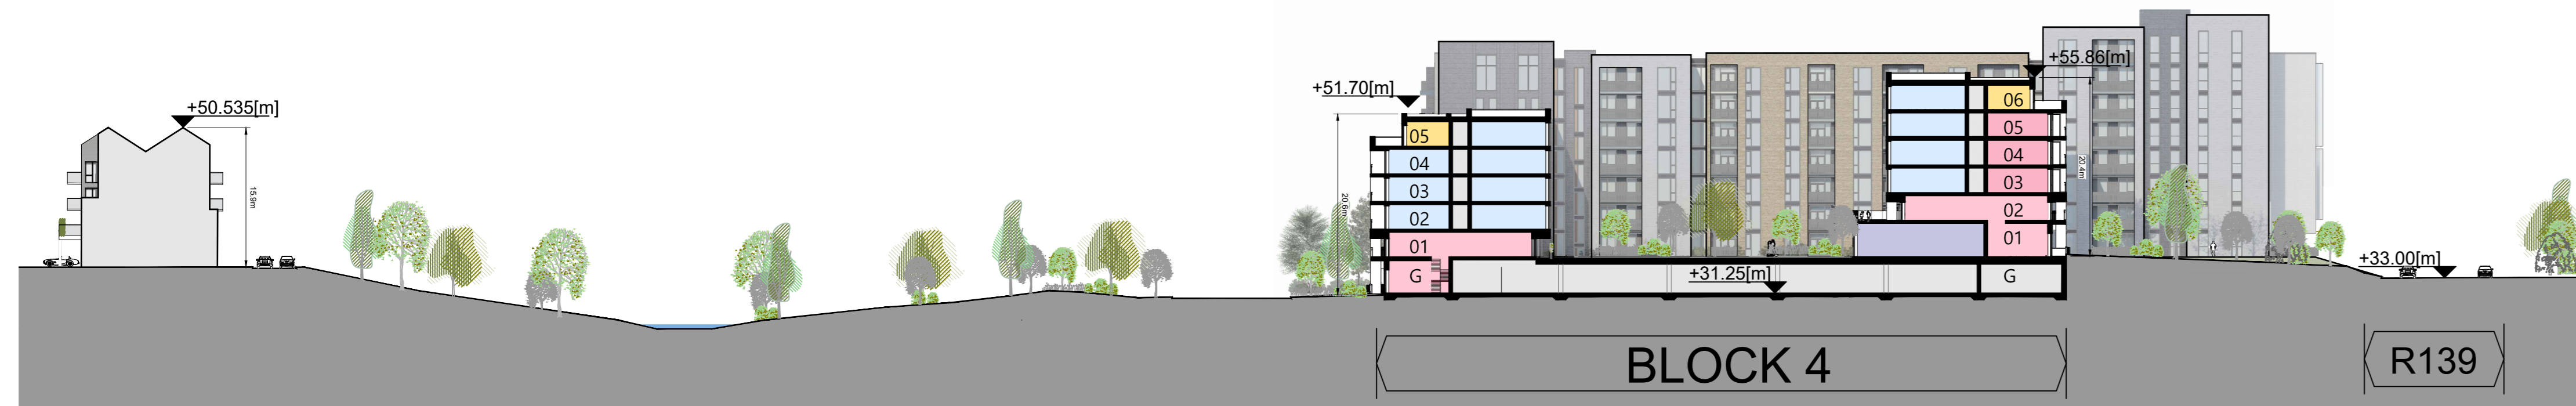 +50.535[m]
15.9m
+51.70[m]
20.6m
05
04
03
02
01
G
+31.25[m]
+55.86[m]
20.4m
06
05
04
03
02
01
G
+33.00[m]
BLOCK 4
R139